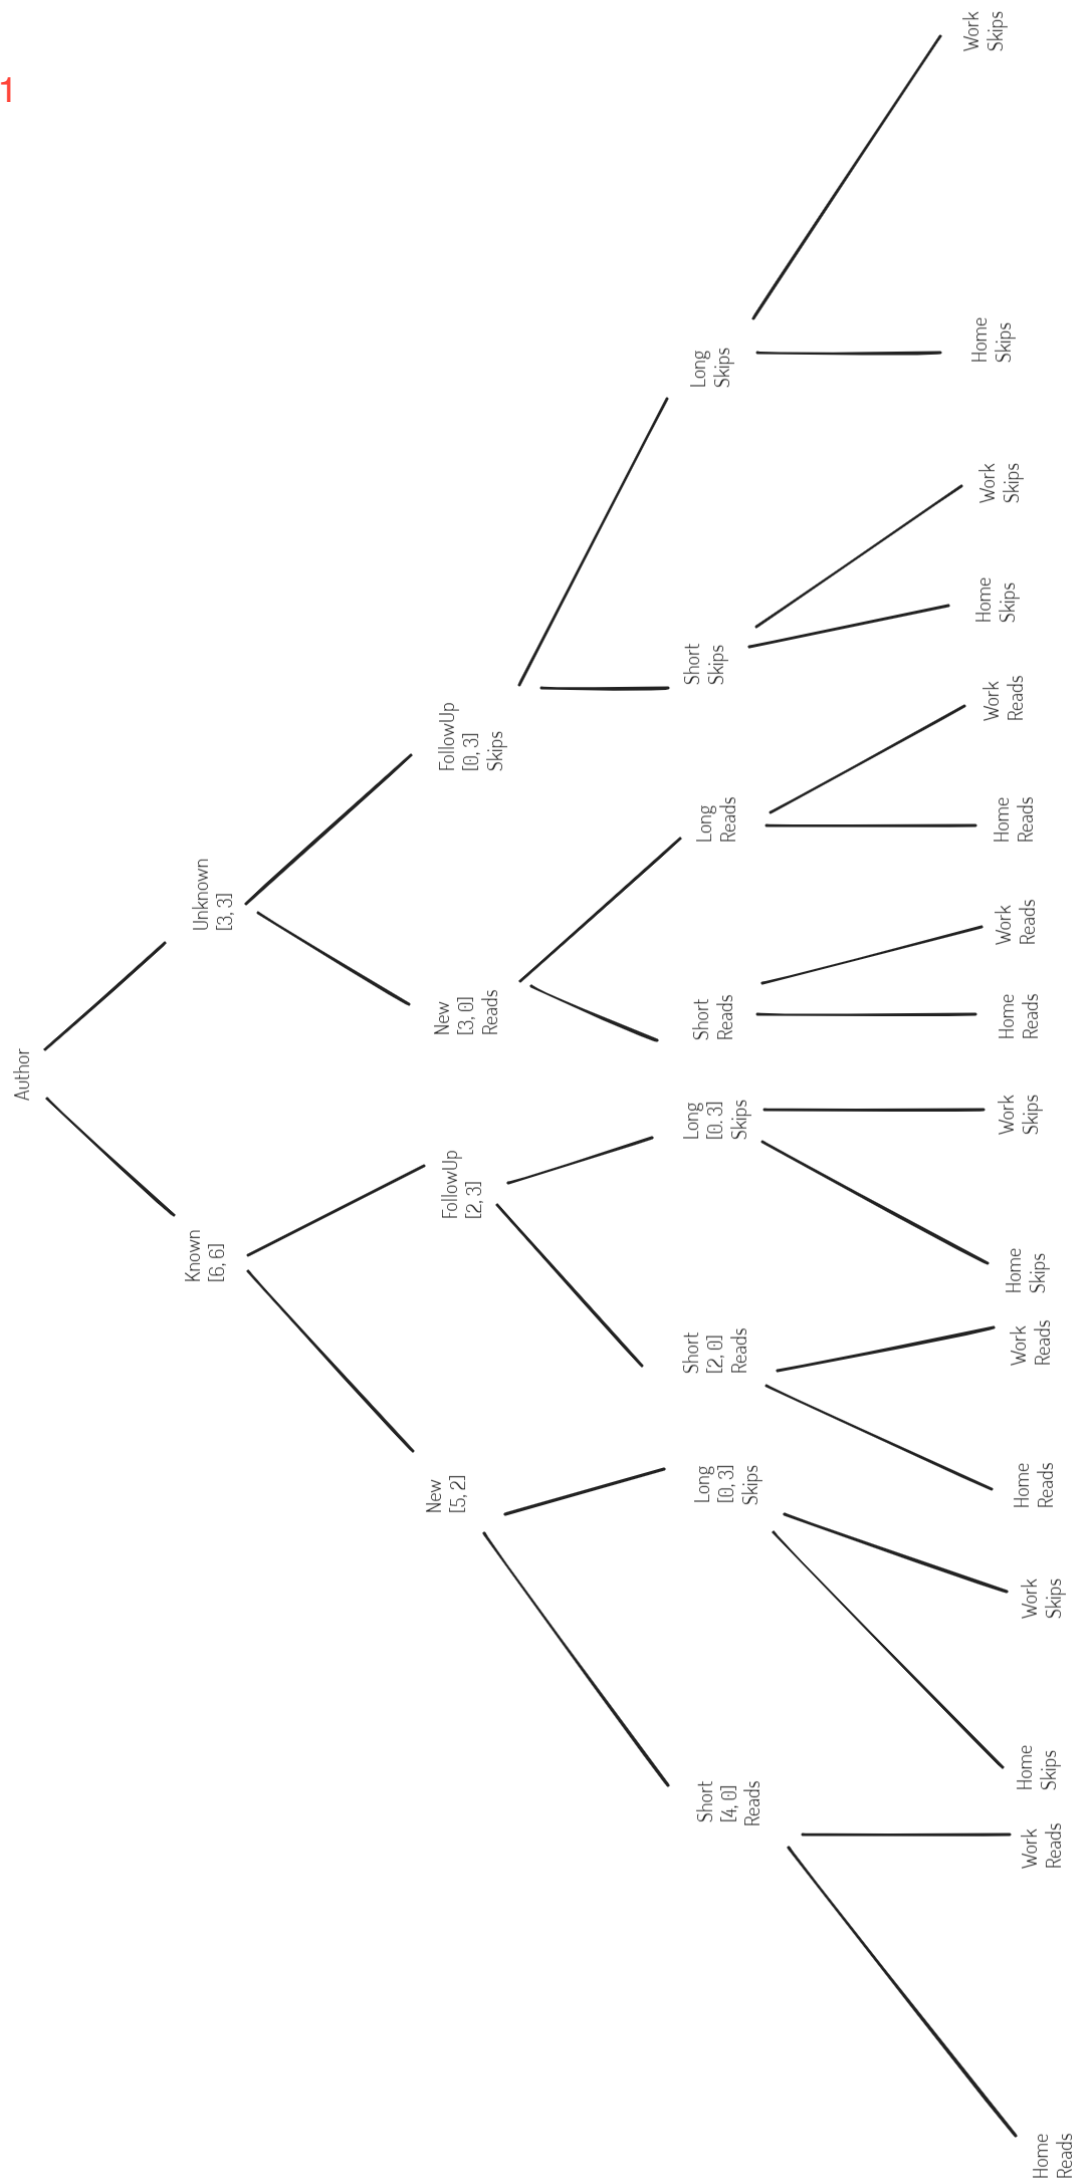 1
Author
Known
[6, 6]
Unknown
[3, 3]
New
[5, 2]
FollowUp
[2, 3]
New
[3, 0]
Reads
FollowUp
[0, 3]
Skips
Short
[4, 0]
Reads
Long
[0, 3]
Skips
Short
[2, 0]
Reads
Long
[0.3]
Skips
Short
Reads
Long
Reads
Short
Skips
Long
Skips
Home
Reads
Work
Reads
Home
Skips
Work
Skips
Home
Reads
Work
Reads
Home
Skips
Work
Skips
Home
Reads
Work
Reads
Home
Reads
Work
Reads
Home
Skips
Work
Skips
Home
Skips
Work
Skips